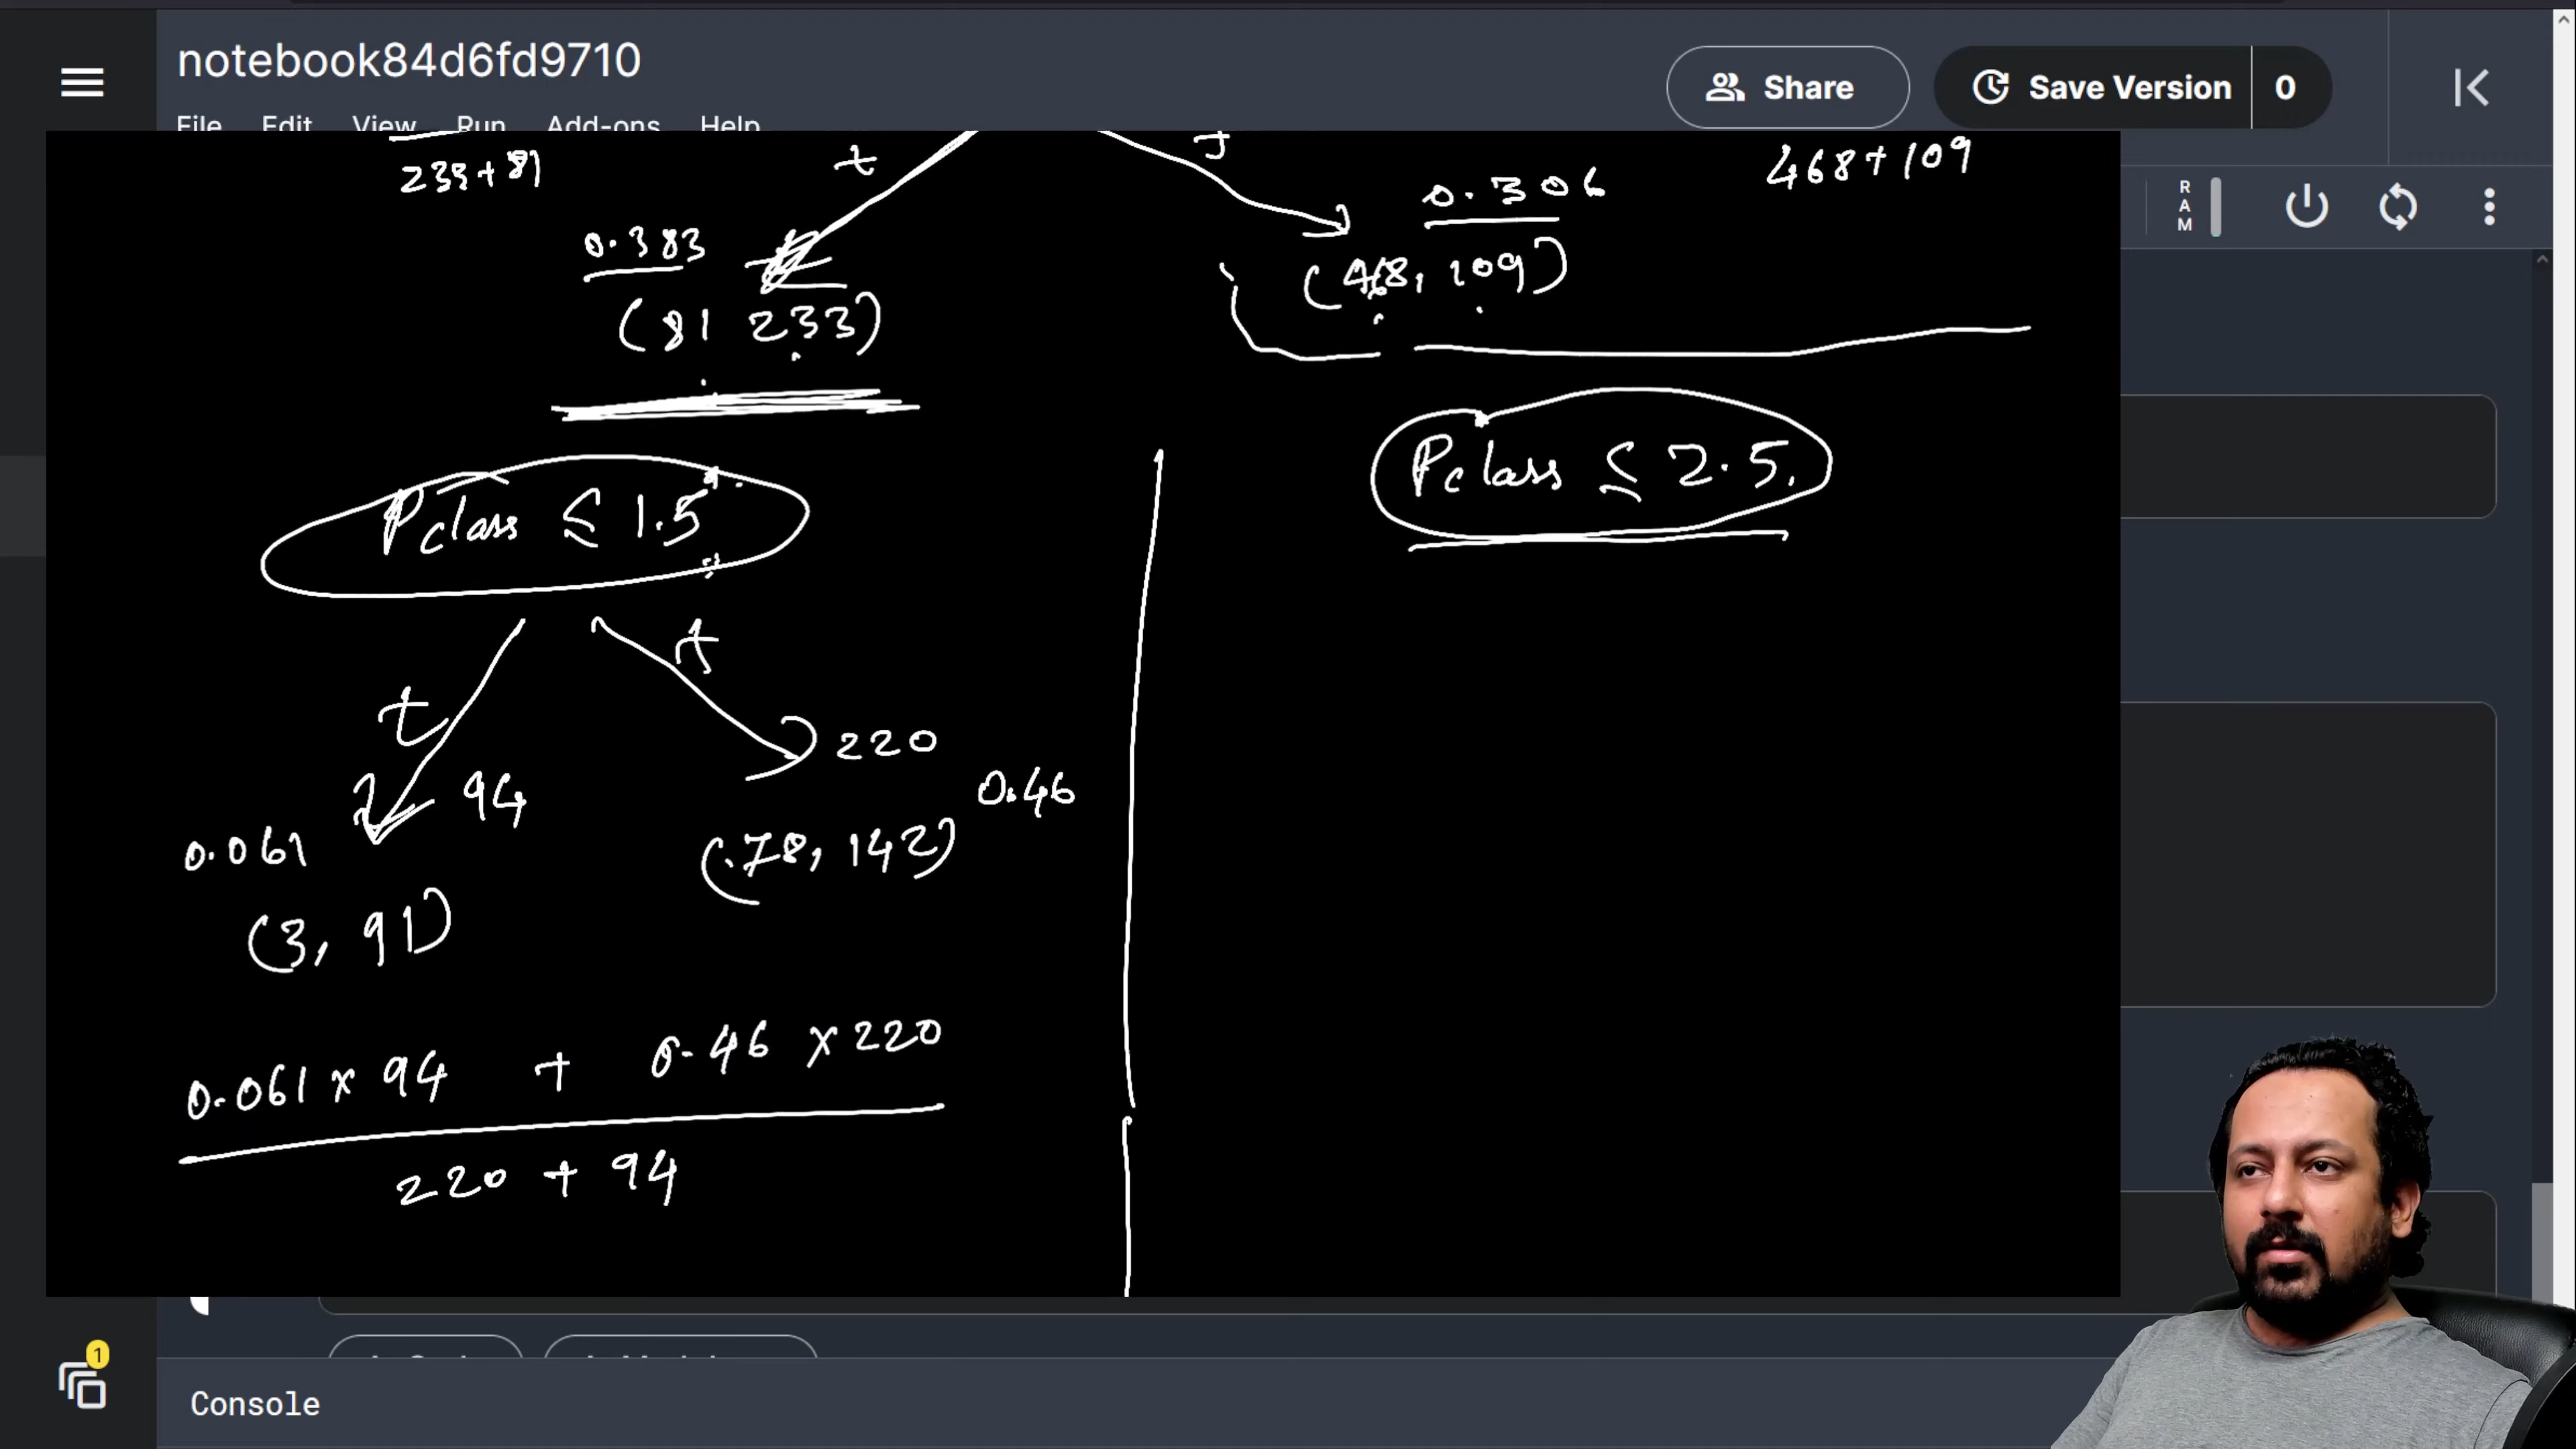 notebook84d6fd9710
Share
Save Version
0
File Edit View Run Add-ons Help
RAM
233+81
t
f
468+109
0.383
0.306
(81 233)
(468, 109)
Pclass ≤ 1.5
Pclass ≤ 2.5.
t
f
94
220
0.46
0.061
(78, 142)
(3, 91)
0.061 x 94 + 0.46 x 220
220 + 94
1
Console